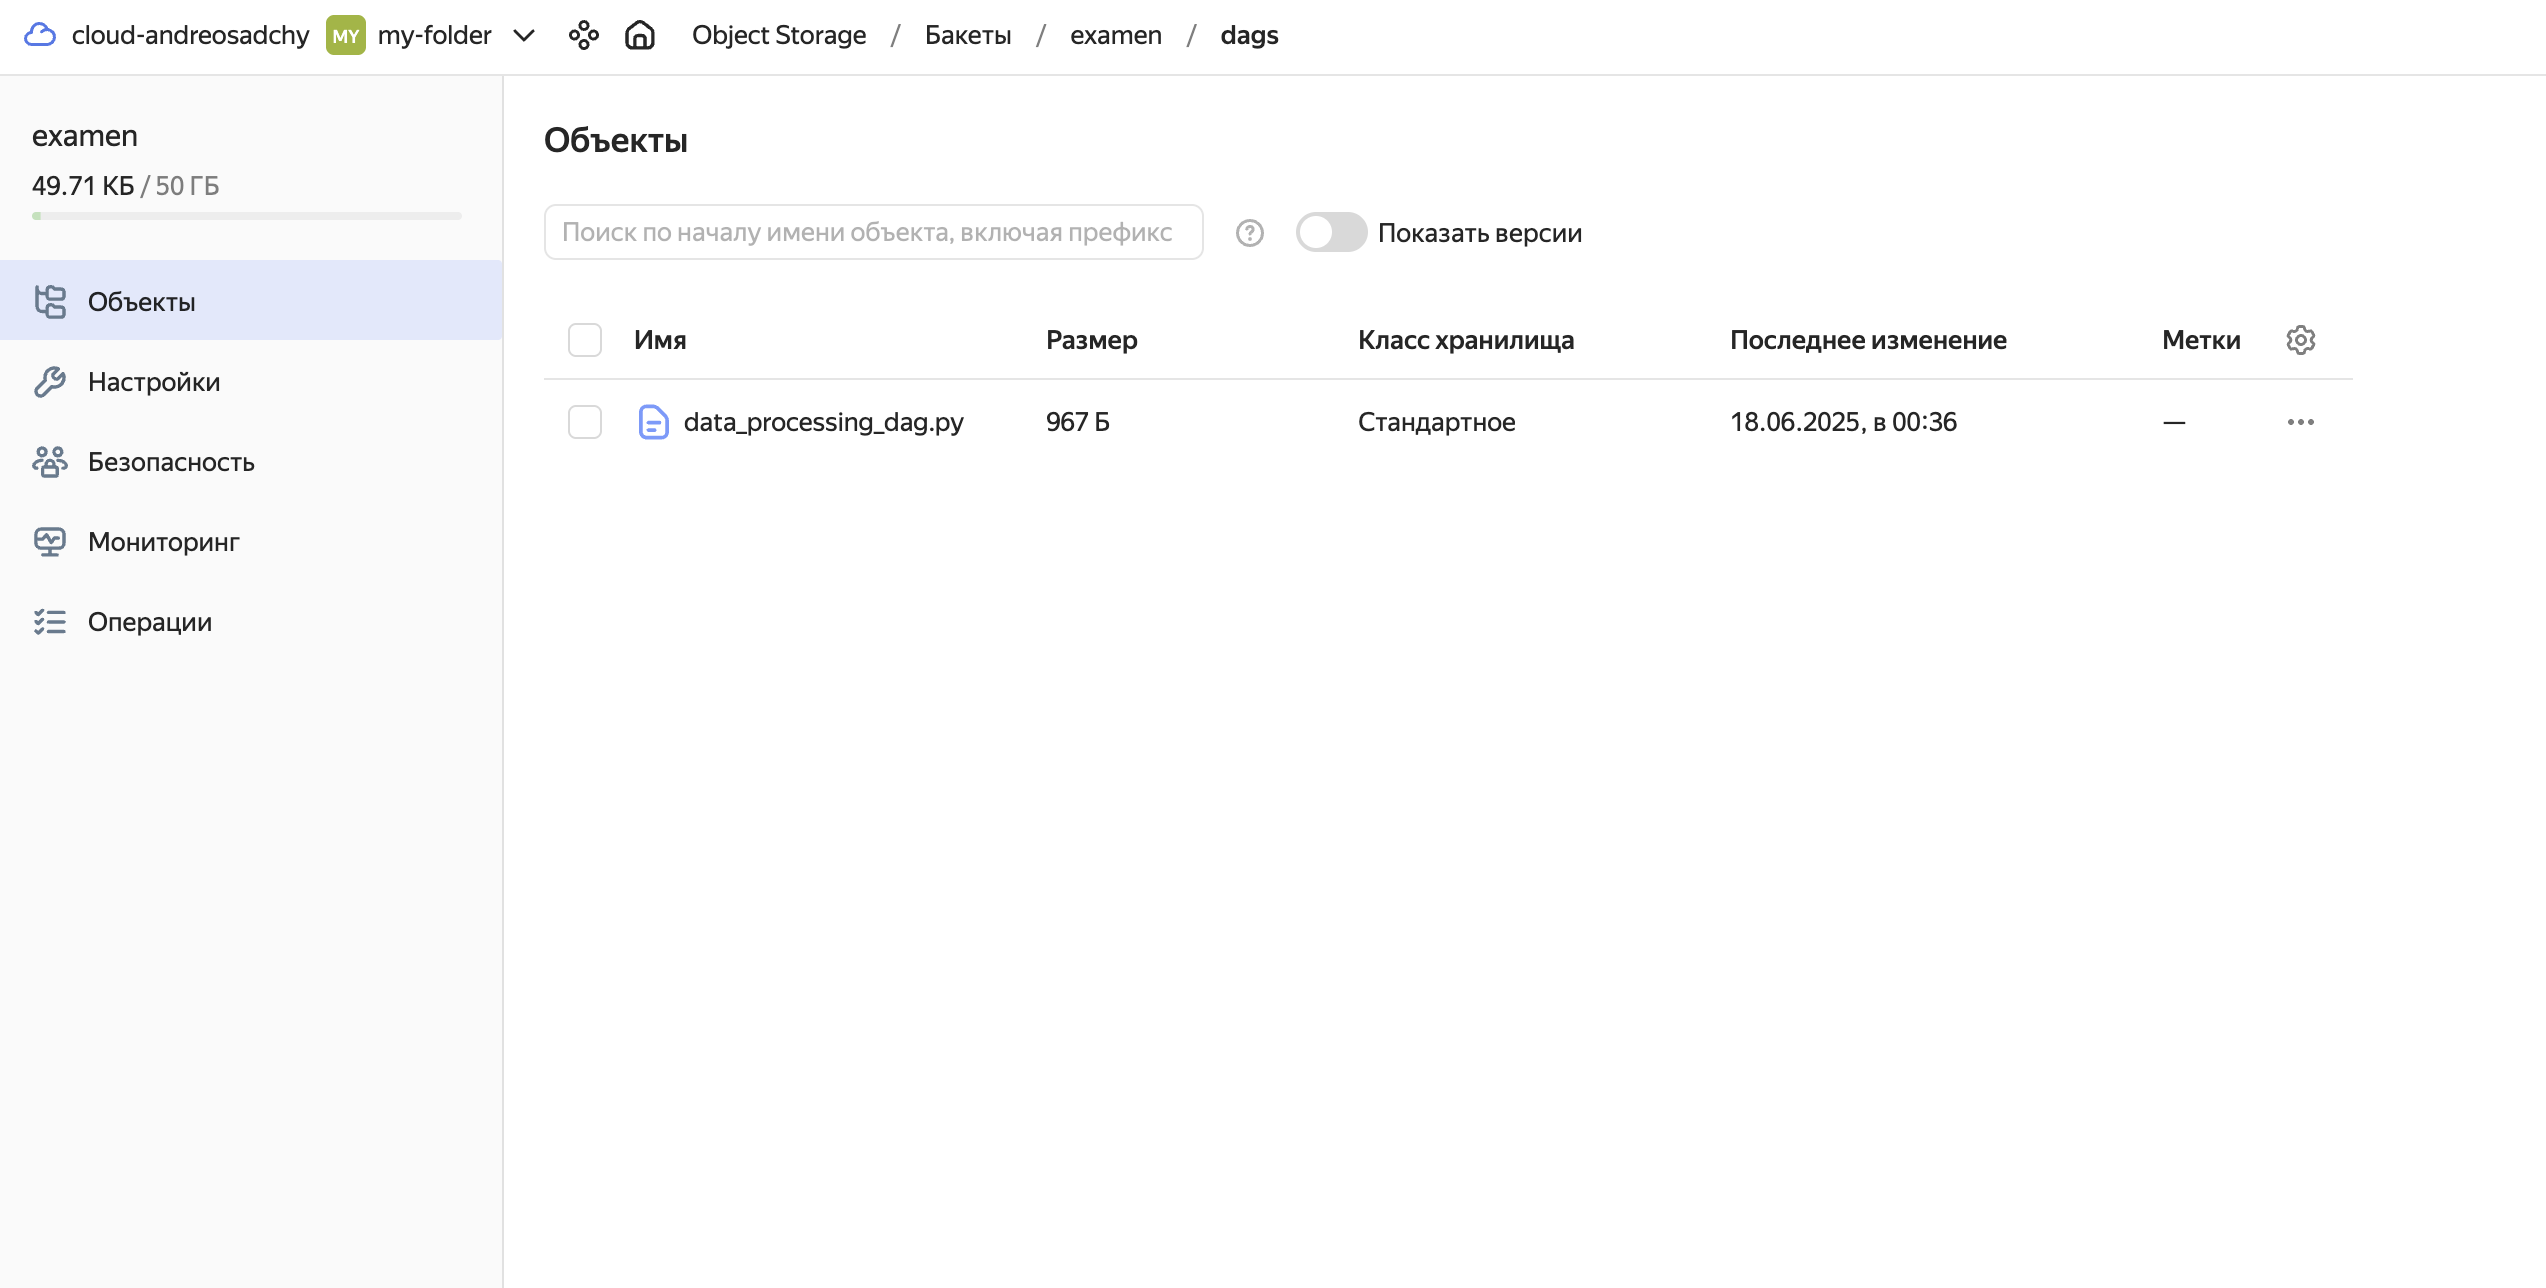 cloud-andreosadchy MY my-folder Object Storage / Бакеты / examen / dags
examen
49.71 КБ / 50 ГБ
Объекты
Настройки
Безопасность
Мониторинг
Операции
Объекты
Поиск по началу имени объекта, включая префикс ? Показать версии
Имя Размер Класс хранилища Последнее изменение Метки
data_processing_dag.py 967 Б Стандартное 18.06.2025, в 00:36 —